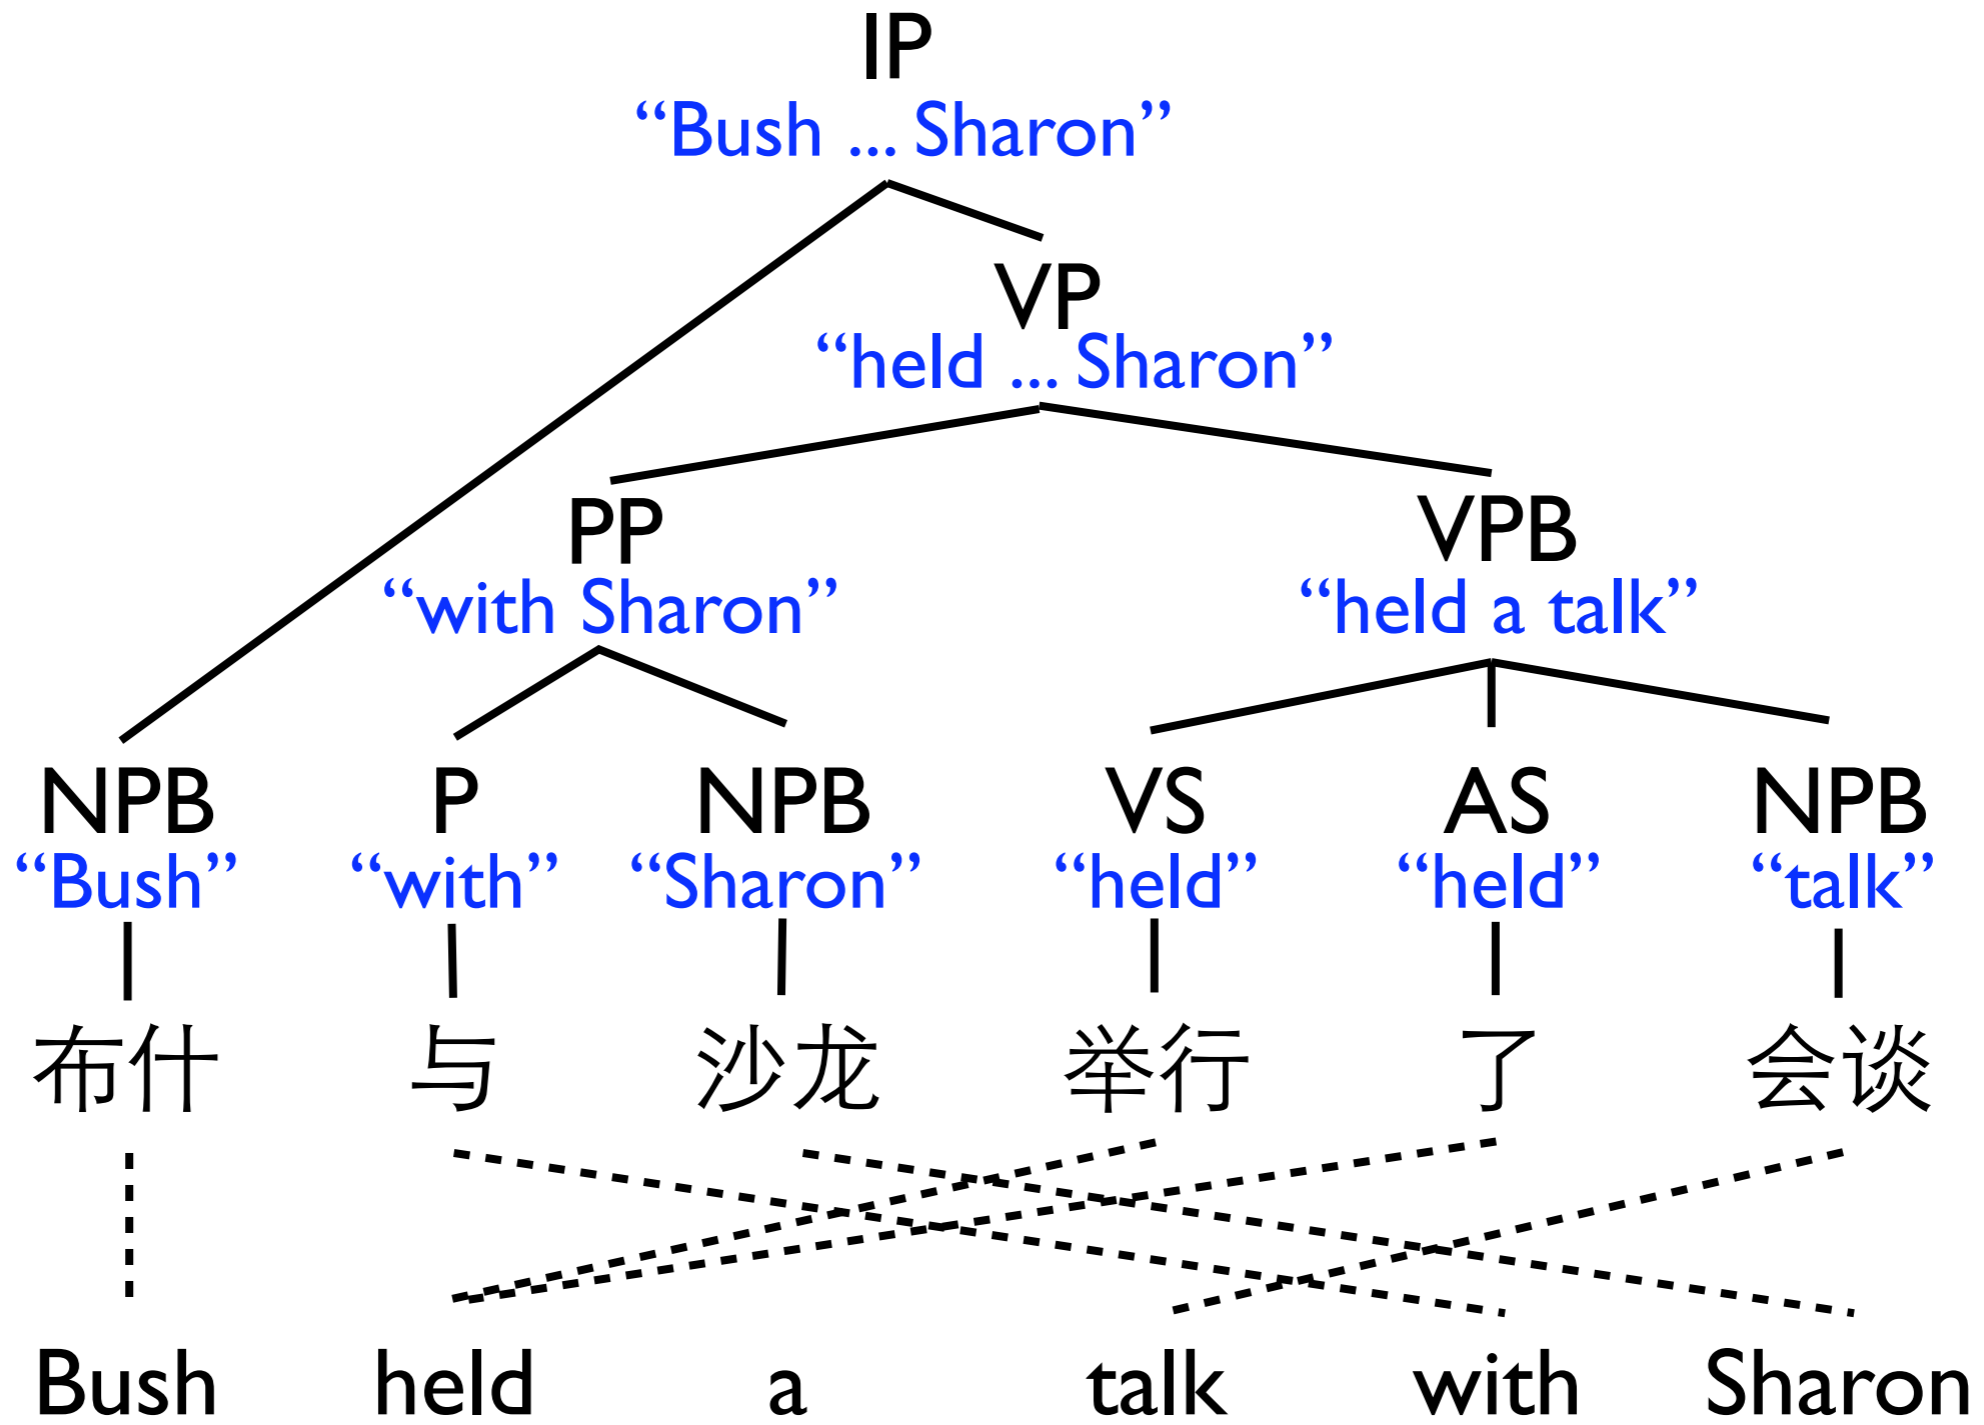 IP
“Bush ... Sharon”
VP
“held ... Sharon”
PP VPB
“with Sharon” “held a talk”
NPB P NPB VS AS NPB
“Bush” “with” “Sharon” “held” “held” “talk”
布什 与 沙龙 举行 了 会谈
Bush held a talk with Sharon